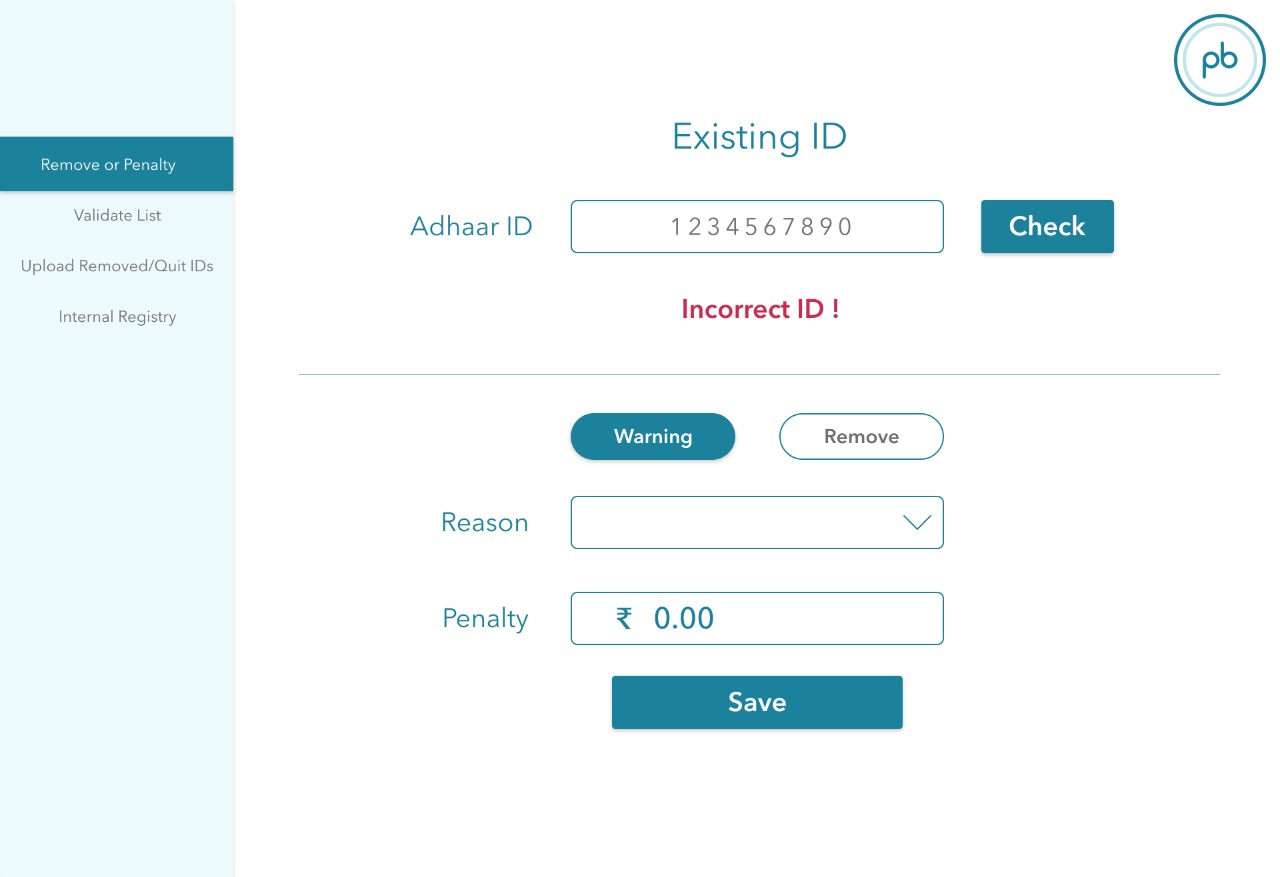 pb
Remove or Penalty
Validate List
Upload Removed/Quit IDs
Internal Registry
Existing ID
Adhaar ID
1234567890
Check
Incorrect ID !
Warning
Remove
Reason
Penalty
₹ 0.00
Save